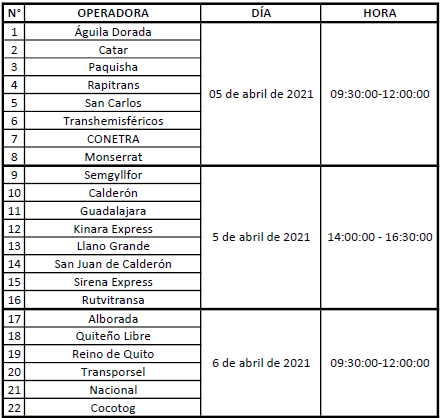 N° OPERADORA DÍA HORA
1 Águila Dorada
2 Catar
3 Paquisha
4 Rapitrans
05 de abril de 2021 09:30:00-12:00:00
5 San Carlos
6 Transhemisféricos
7 CONETRA
8 Monserrat
9 Semgyllfor
10 Calderón
11 Guadalajara
12 Kinara Express
5 de abril de 2021 14:00:00 - 16:30:00
13 Llano Grande
14 San Juan de Calderón
15 Sirena Express
16 Rutvitransa
17 Alborada
18 Quiteño Libre
19 Reino de Quito
6 de abril de 2021 09:30:00-12:00:00
20 Transporsel
21 Nacional
22 Cocotog